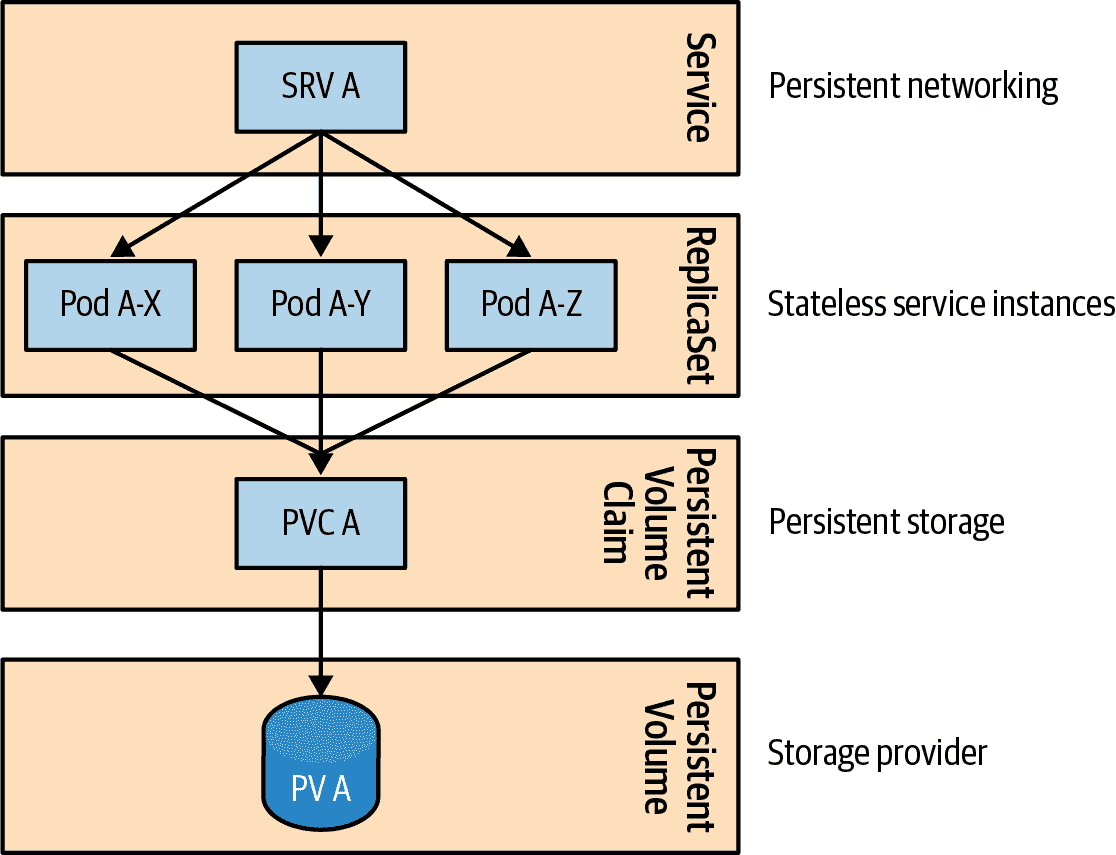 SRV A
Service
Persistent networking
Pod A-X
Pod A-Y
Pod A-Z
ReplicaSet
Stateless service instances
PVC A
Persistent
Volume
Claim
Persistent storage
PV A
Persistent
Volume
Storage provider